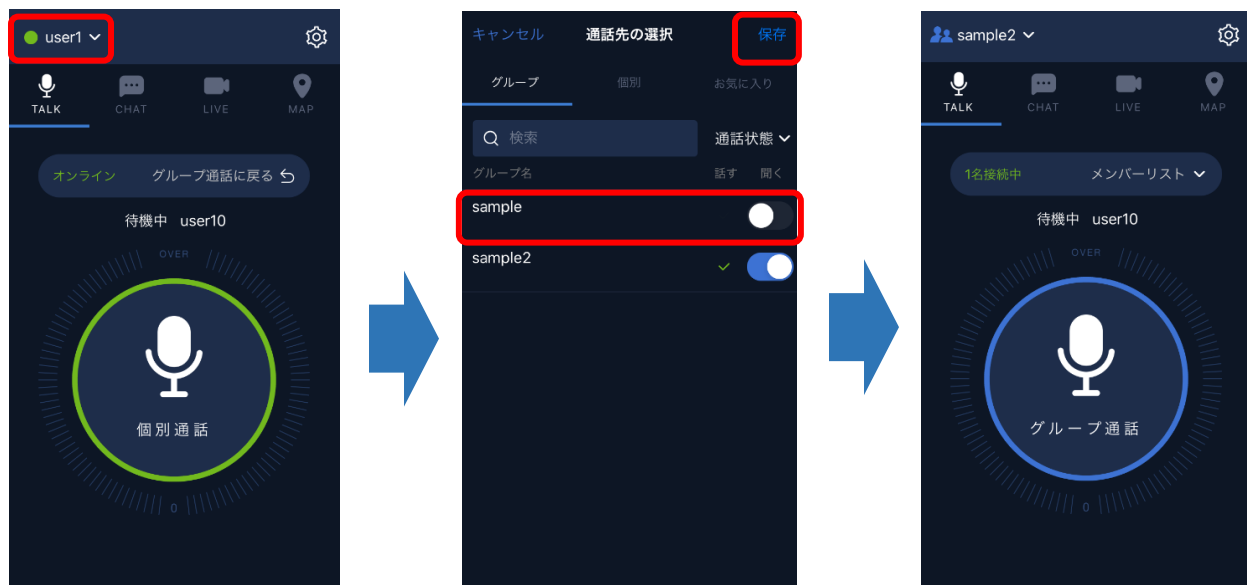 user1
TALK CHAT LIVE MAP
オンライン グループ通話に戻る
待機中 user10
OVER
個別通話
0
キャンセル 通話先の選択 保存
グループ 個別 お気に入り
検索 通話状態
グループ名 話す 聞く
sample
sample2
sample2
TALK CHAT LIVE MAP
1名接続中 メンバーリスト
待機中 user10
OVER
グループ通話
0